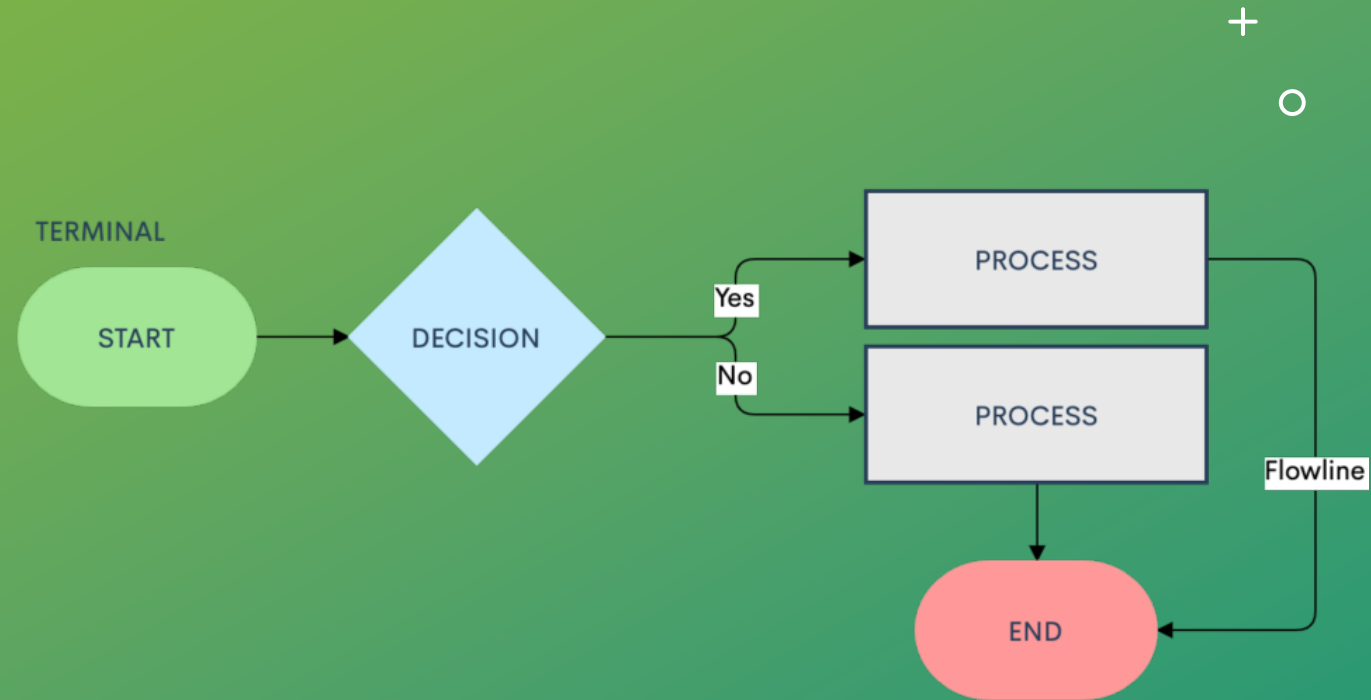 TERMINAL
START
DECISION
Yes
No
PROCESS
PROCESS
Flowline
END